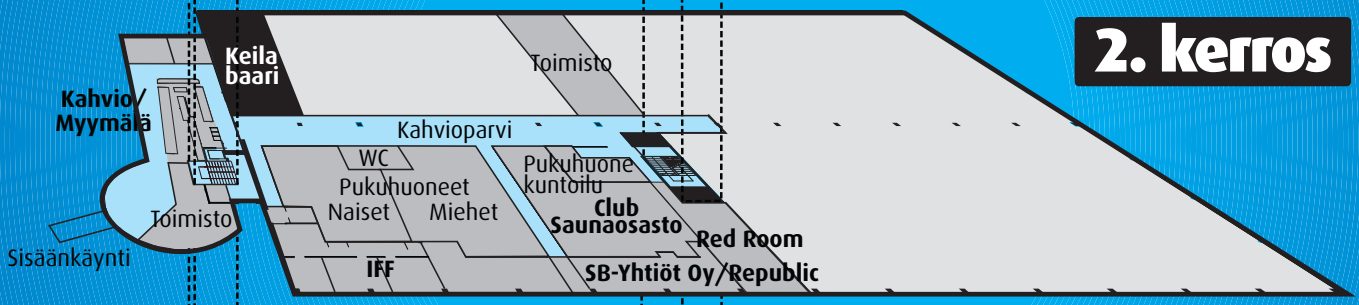 2. kerros
Keila
baari
Toimisto
Kahvio/
Myymälä
Kahvioparvi
WC
Pukuhuoneet
Naiset
Miehet
Pukuhuone
kuntoilu
Club
Saunaosasto
Toimisto
Red Room
Sisäänkäynti
IFF
SB-Yhtiöt Oy/Republic